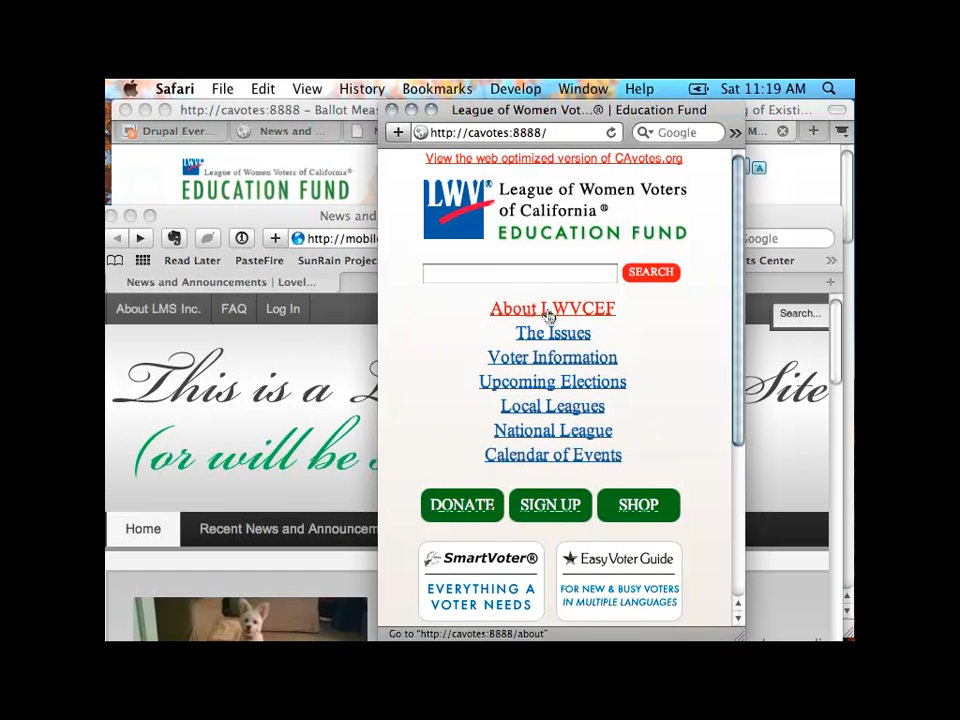 Safari File Edit View History Bookmarks Develop Window Help Sat 11:19 AM
http://cavotes:8888 – Ballot Mea
League of Women Vot...® | Education Fund
g of Existi...
Drupal Ever...
News and ...
http://cavotes:8888/
Google
View the web optimized version of CAvotes.org
League of Women Voters of California®
EDUCATION FUND
LWV®
League of Women Voters
of California®
EDUCATION FUND
News and
http://mobil
oogle
SEARCH
Read Later PasteFire SunRain Projec
ts Center
News and Announcements | Lovel...
About LMS Inc. FAQ Log In
Search...
About LWVCEF
The Issues
Voter Information
Upcoming Elections
Local Leagues
National League
Calendar of Events
This is a
Site
(or will be
DONATE SIGN UP SHOP
Home Recent News and Announcem
SmartVoter®
EVERYTHING A
VOTER NEEDS
EasyVoter Guide
FOR NEW & BUSY VOTERS
IN MULTIPLE LANGUAGES
Go to "http://cavotes:8888/about"